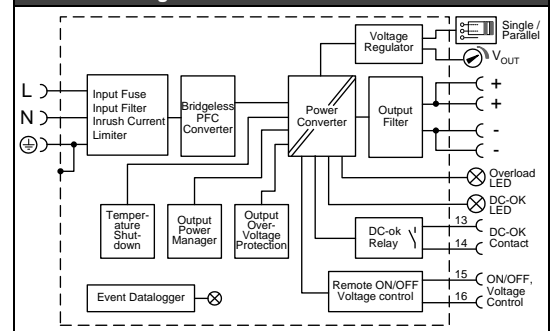 Voltage
Regulator
Single /
Parallel
VOUT
L
N
Input Fuse
Input Filter
Inrush Current
Limiter
Bridgeless
PFC
Converter
Power
Converter
Output
Filter
+
+
-
-
Overload
LED
DC-OK
LED
Temper-
ature
Shut-
down
Output
Power
Manager
Output
Over-
Voltage
Protection
DC-ok
Relay
13
14
DC-OK
Contact
Event Datalogger
Remote ON/OFF
Voltage control
15
16
ON/OFF,
Voltage
Control